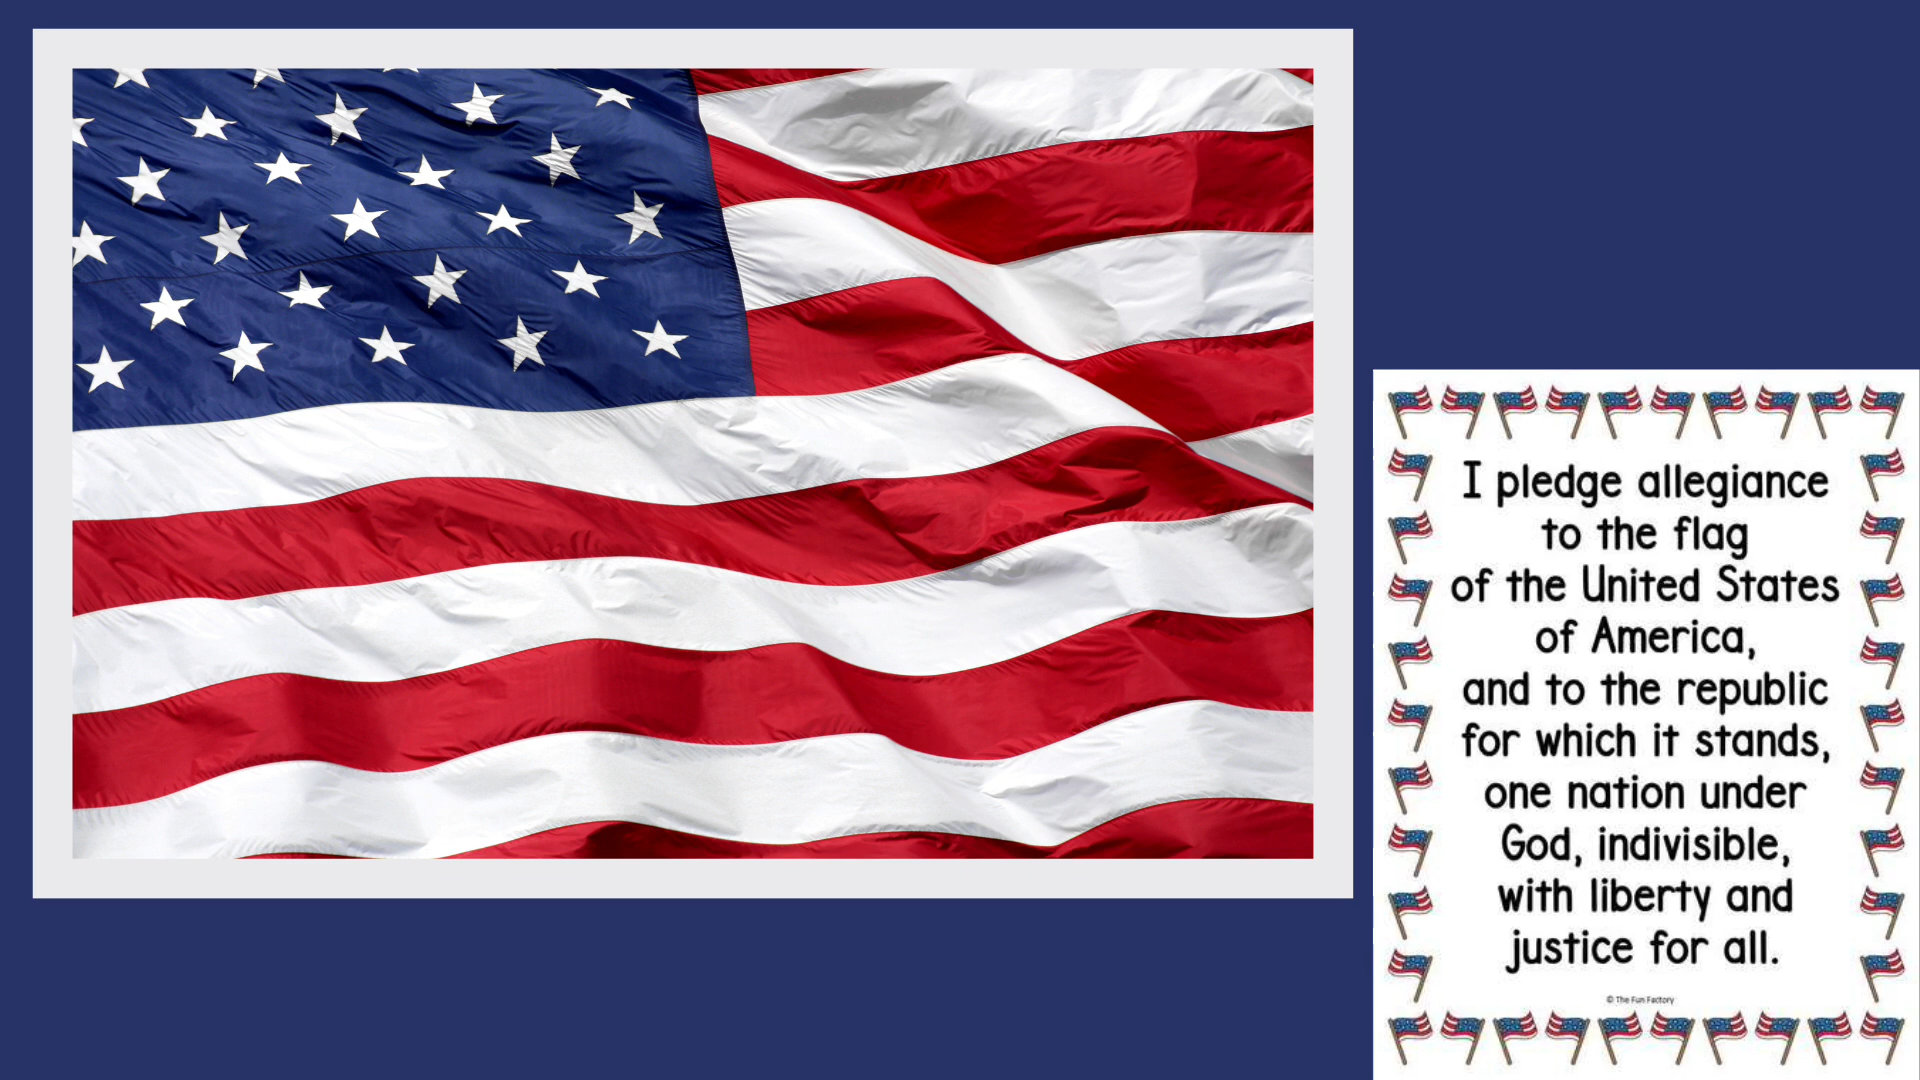 I pledge allegiance
to the flag
of the United States
of America,
and to the republic
for which it stands,
one nation under
God, indivisible,
with liberty and
justice for all.
© The Fun Factory